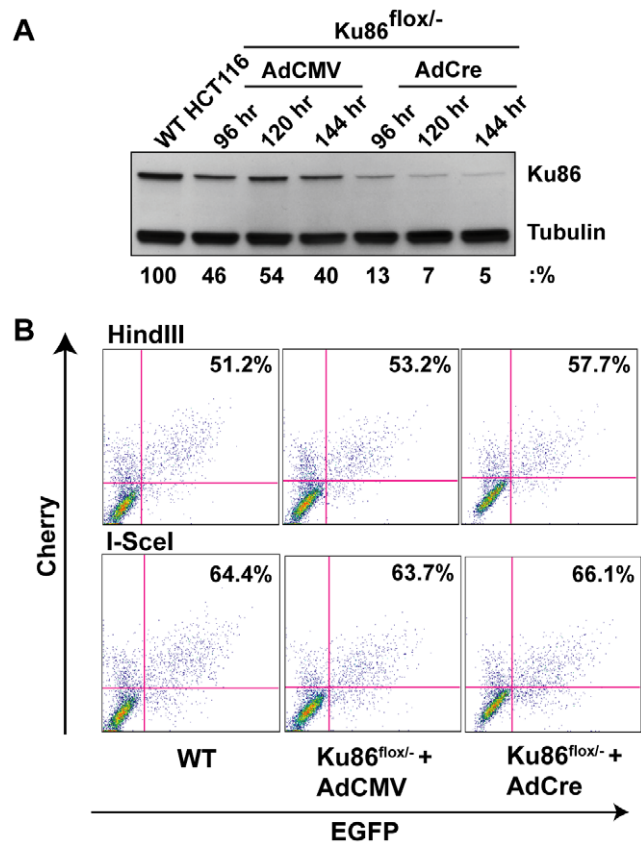 A
Ku86flox/-
AdCMV AdCre
WT HCT116 96 hr 120 hr 144 hr 96 hr 120 hr 144 hr
Ku86
Tubulin
100 46 54 40 13 7 5 :%
B
HindIII
51.2% 53.2% 57.7%
I-SceI
64.4% 63.7% 66.1%
Cherry
WT Ku86flox/- + AdCMV Ku86flox/- + AdCre
EGFP